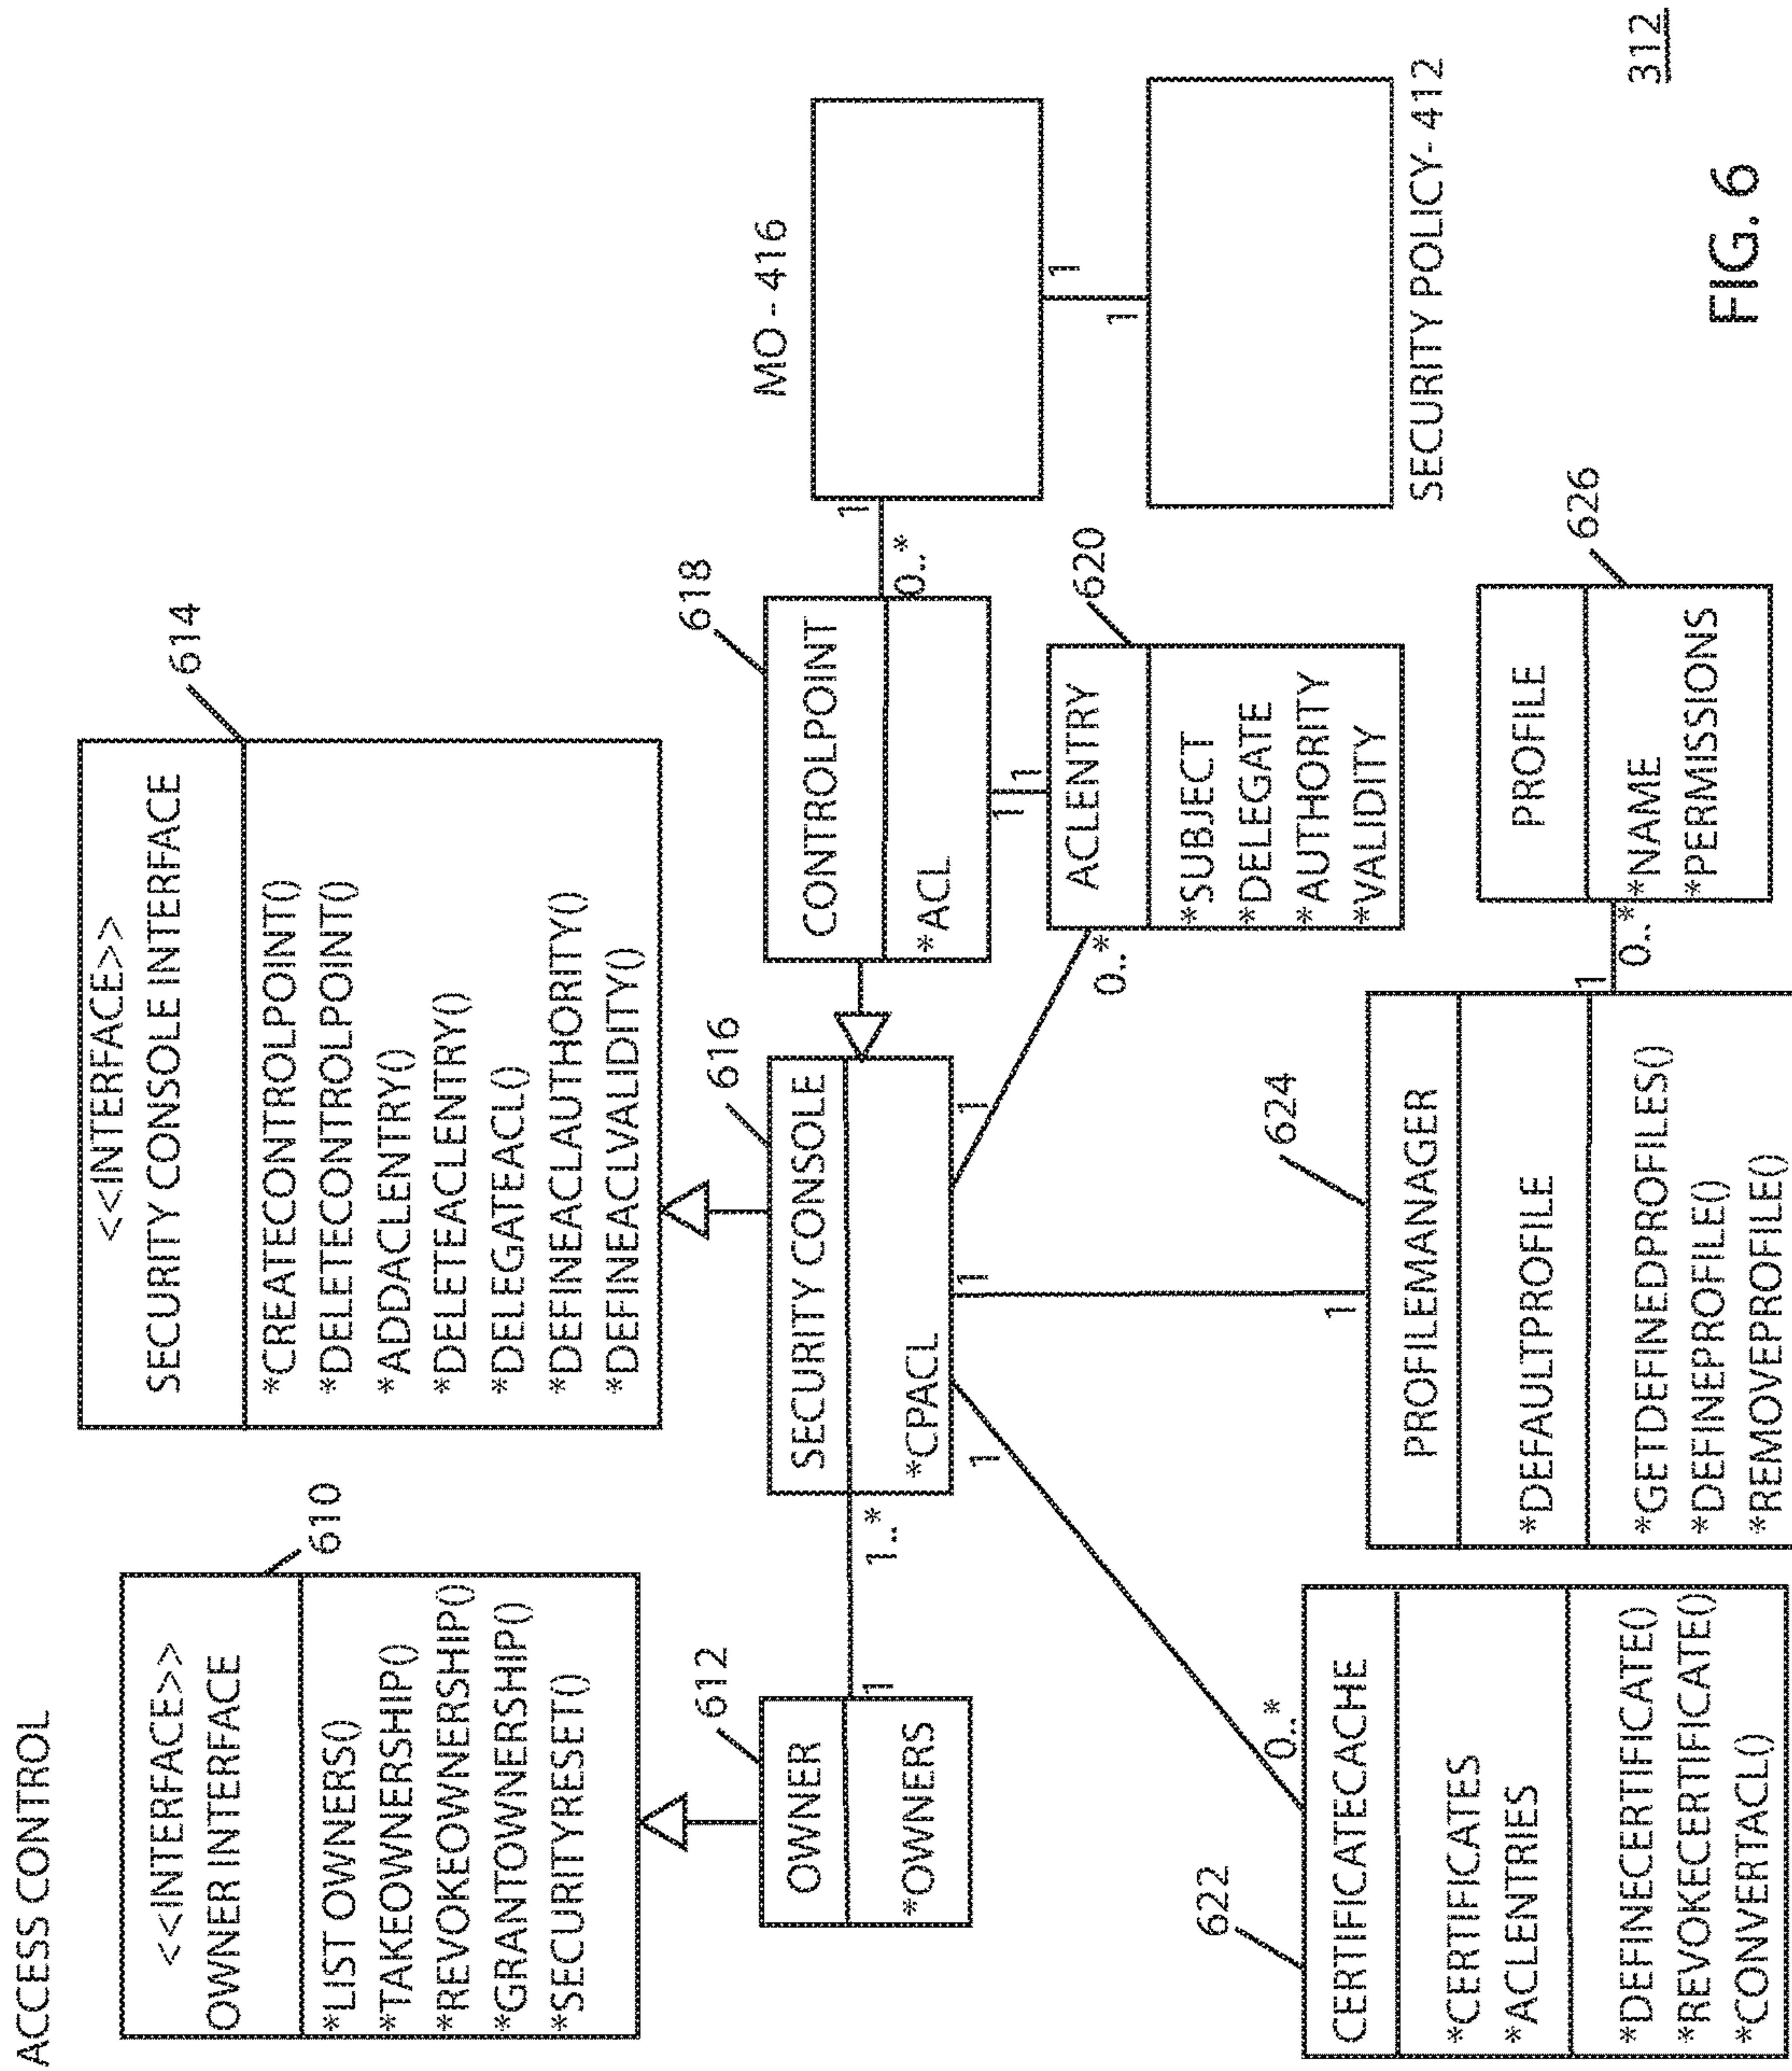 ACCESS CONTROL
<<INTERFACE>>
OWNER INTERFACE
*LIST OWNERS()
*TAKEOWNERSHIP()
*REVOKEOWNERSHIP()
*GRANTOWNERSHIP()
*SECURITYRESET()
610
<<INTERFACE>>
SECURITY CONSOLE INTERFACE
*CREATECONTROLPOINT()
*DELETECONTROLPOINT()
*ADDACLENTRY()
*DELETEACLENTRY()
*DELEGATEACL()
*DEFINEACLAUTHORITY()
*DEFINEACLVALIDITY()
614
612
OWNER
*OWNERS
1
1..*
616
SECURITY CONSOLE
*CPACL
1
1
1
618
CONTROLPOINT
*ACL
0..*
1
MO - 416
1
1
SECURITY POLICY- 412
1
1
620
ACLENTRY
*SUBJECT
*DELEGATE
*AUTHORITY
*VALIDITY
0..*
622
0..*
CERTIFICATECACHE
*CERTIFICATES
*ACLENTRIES
*DEFINECERTIFICATE()
*REVOKECERTIFICATE()
*CONVERTACL()
1
624
PROFILEMANAGER
*DEFAULTPROFILE
*GETDEFINEDPROFILES()
*DEFINEPROFILE()
*REMOVEPROFILE()
1
0..*
626
PROFILE
*NAME
*PERMISSIONS
312
FIG. 6